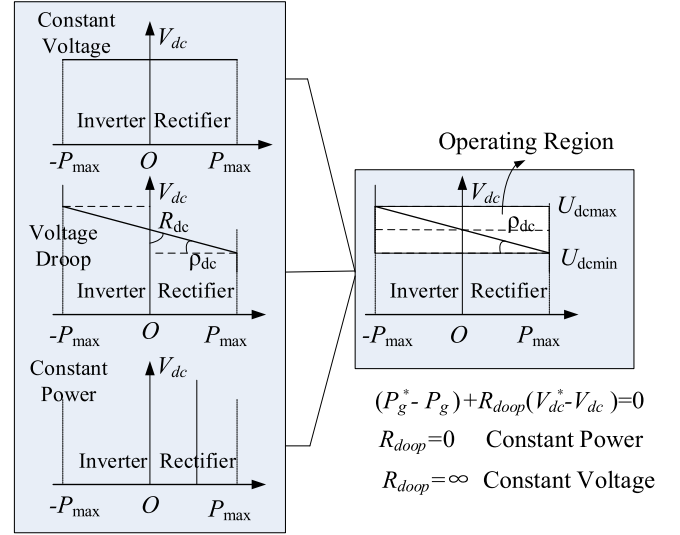 Constant
Voltage
V_dc
Inverter Rectifier
-P_max O P_max
V_dc
R_dc
Voltage
Droop
ρ_dc
Inverter Rectifier
-P_max O P_max
Constant
Power
V_dc
Inverter Rectifier
-P_max O P_max
Operating Region
V_dc
U_dcmax
ρ_dc
U_dcmin
Inverter Rectifier
-P_max O P_max
(P_g^* - P_g)+R_doop(V_dc^*-V_dc)=0
R_doop=0 Constant Power
R_doop=∞ Constant Voltage